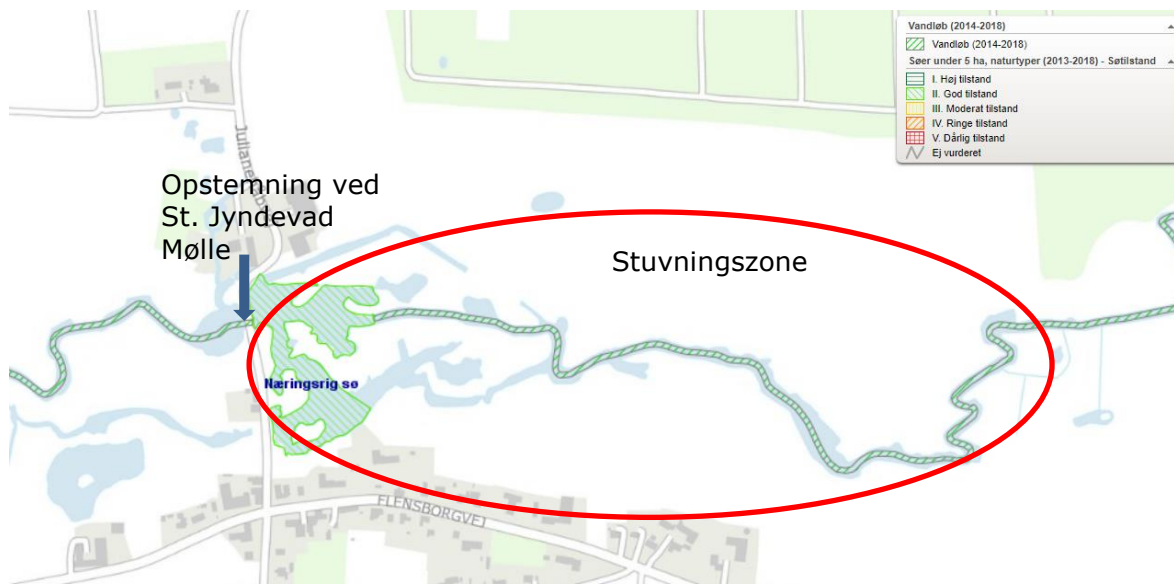 Vandløb (2014-2018)
Vandløb (2014-2018)
Søer under 5 ha, naturtyper (2013-2018) - Søtilstand
I. Høj tilstand
II. God tilstand
III. Moderat tilstand
IV. Ringe tilstand
V. Dårlig tilstand
Ej vurderet
Opstemning ved
St. Jyndevad
Mølle
Stuvningszone
Næringsrig sø
FLENSBORGVEJ